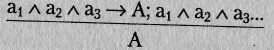 a₁ ∧ a₂ ∧ a₃ → A; a₁ ∧ a₂ ∧ a₃...
A